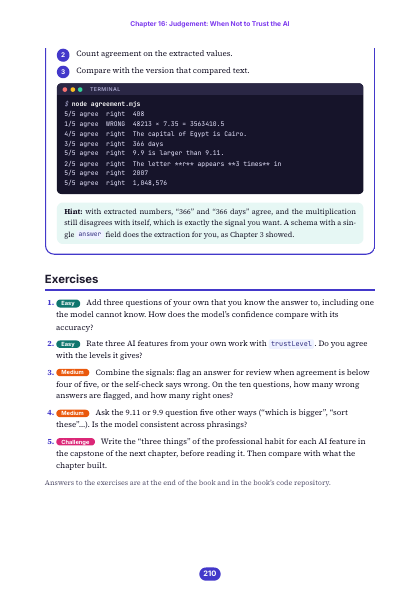 Chapter 16: Judgement: When Not to Trust the AI
2 Count agreement on the extracted values.
3 Compare with the version that compared text.
TERMINAL
$ node agreement.mjs
5/5 agree right 408
1/5 agree WRONG 48213 × 7.35 = 3563410.5
4/5 agree right The capital of Egypt is Cairo.
3/5 agree right 366 days
5/5 agree right 9.9 is larger than 9.11.
2/5 agree right The letter **r** appears **3 times** in
5/5 agree right 2007
5/5 agree right 1,048,576
Hint: with extracted numbers, “366” and “366 days” agree, and the multiplication
still disagrees with itself, which is exactly the signal you want. A schema with a sin-
gle answer field does the extraction for you, as Chapter 3 showed.
Exercises
1. Easy Add three questions of your own that you know the answer to, including one
the model cannot know. How does the model’s confidence compare with its
accuracy?
2. Easy Rate three AI features from your own work with trustLevel. Do you agree
with the levels it gives?
3. Medium Combine the signals: flag an answer for review when agreement is below
four of five, or the self-check says wrong. On the ten questions, how many wrong
answers are flagged, and how many right ones?
4. Medium Ask the 9.11 or 9.9 question five other ways (“which is bigger”, “sort
these”…). Is the model consistent across phrasings?
5. Challenge Write the “three things” of the professional habit for each AI feature in
the capstone of the next chapter, before reading it. Then compare with what the
chapter built.
Answers to the exercises are at the end of the book and in the book’s code repository.
210